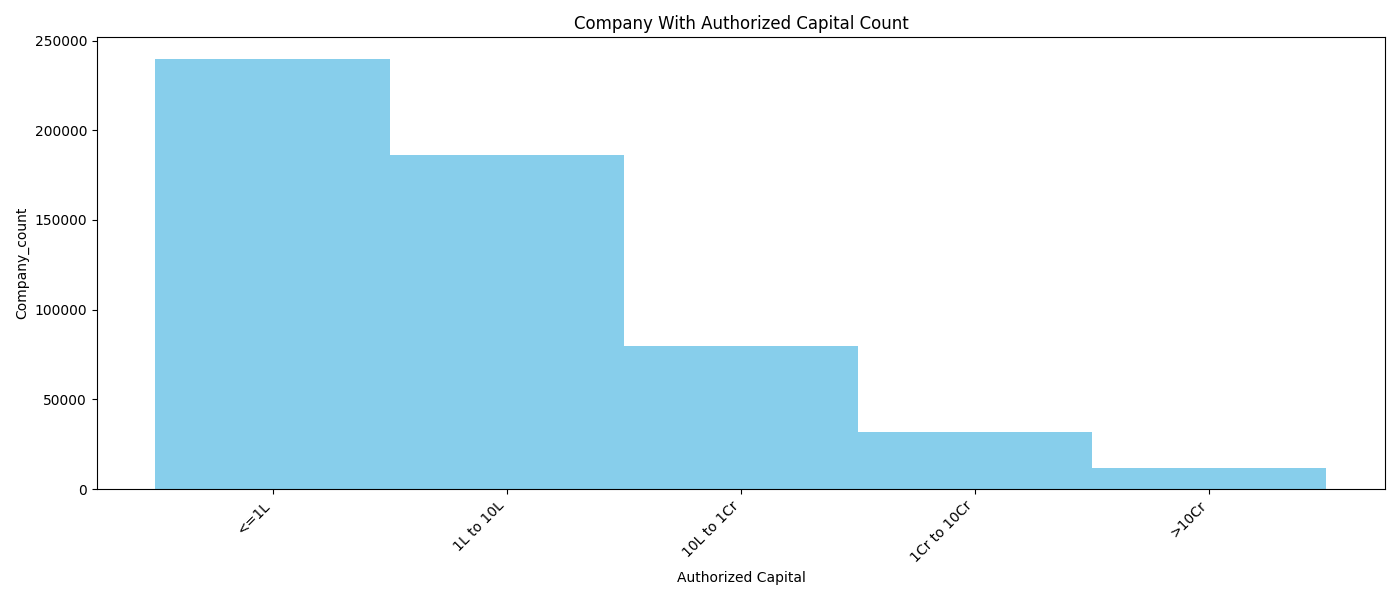 Company With Authorized Capital Count
250000
200000
150000
100000
50000
0
Company_count
<=1L
1L to 10L
10L to 1Cr
1Cr to 10Cr
>10Cr
Authorized Capital